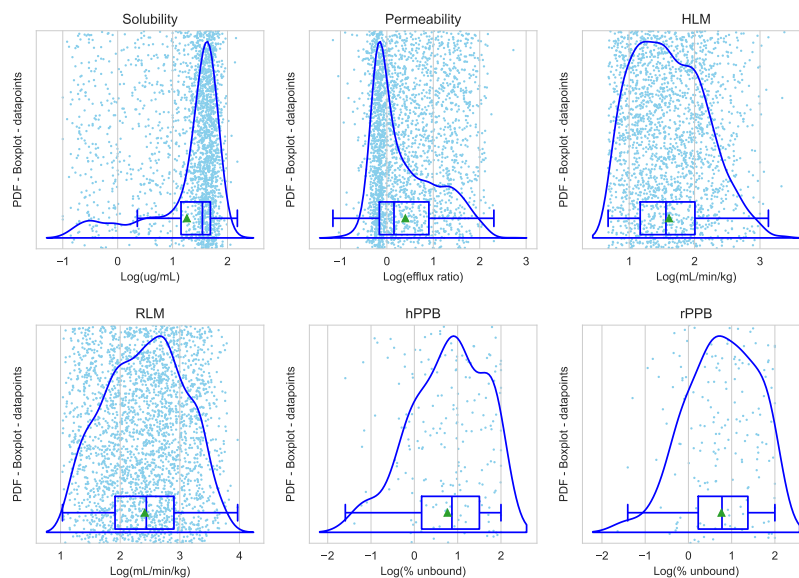 Solubility
PDF - Boxplot - datapoints
−1 0 1 2
Log(ug/mL)
Permeability
PDF - Boxplot - datapoints
−1 0 1 2 3
Log(efflux ratio)
HLM
PDF - Boxplot - datapoints
1 2 3
Log(mL/min/kg)
RLM
PDF - Boxplot - datapoints
1 2 3 4
Log(mL/min/kg)
hPPB
PDF - Boxplot - datapoints
−2 −1 0 1 2
Log(% unbound)
rPPB
PDF - Boxplot - datapoints
−2 −1 0 1 2
Log(% unbound)